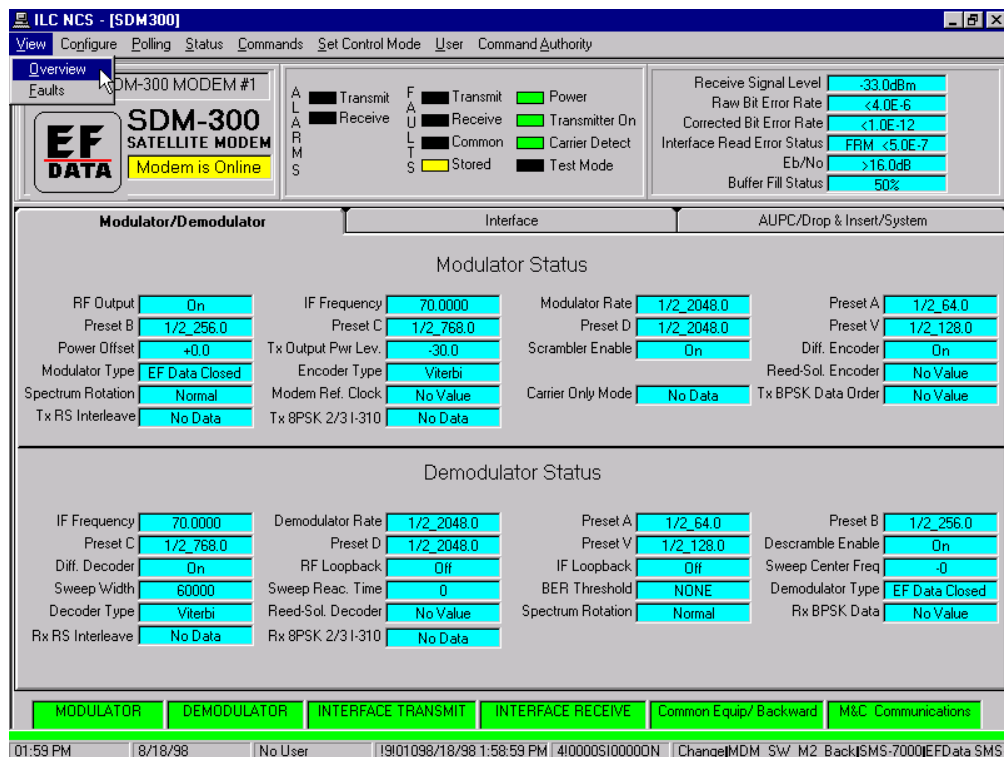 ILC NCS - [SDM300]
View Configure Polling Status Commands Set Control Mode User Command Authority
Overview
Faults
DM-300 MODEM #1
EF DATA
SDM-300
SATELLITE MODEM
Modem is Online
ALARMS
Transmit
Receive
FAULTS
Transmit
Receive
Common
Stored
Power
Transmitter On
Carrier Detect
Test Mode
Receive Signal Level -33.0dBm
Raw Bit Error Rate <4.0E-6
Corrected Bit Error Rate <1.0E-12
Interface Read Error Status FRM <5.0E-7
Eb/No >16.0dB
Buffer Fill Status 50%
Modulator/Demodulator Interface AUPC/Drop & Insert/System
Modulator Status
RF Output On IF Frequency 70.0000 Modulator Rate 1/2_2048.0 Preset A 1/2_64.0
Preset B 1/2_256.0 Preset C 1/2_768.0 Preset D 1/2_2048.0 Preset V 1/2_128.0
Power Offset +0.0 Tx Output Pwr Lev. -30.0 Scrambler Enable On Diff. Encoder On
Modulator Type EF Data Closed Encoder Type Viterbi Reed-Sol. Encoder No Value
Spectrum Rotation Normal Modem Ref. Clock No Value Carrier Only Mode No Data Tx BPSK Data Order No Value
Tx RS Interleave No Data Tx 8PSK 2/3 I-310 No Data
Demodulator Status
IF Frequency 70.0000 Demodulator Rate 1/2_2048.0 Preset A 1/2_64.0 Preset B 1/2_256.0
Preset C 1/2_768.0 Preset D 1/2_2048.0 Preset V 1/2_128.0 Descramble Enable On
Diff. Decoder On RF Loopback Off IF Loopback Off Sweep Center Freq -0
Sweep Width 60000 Sweep Reac. Time 0 BER Threshold NONE Demodulator Type EF Data Closed
Decoder Type Viterbi Reed-Sol. Decoder No Value Spectrum Rotation Normal Rx BPSK Data No Value
Rx RS Interleave No Data Rx 8PSK 2/3 I-310 No Data
MODULATOR DEMODULATOR INTERFACE TRANSMIT INTERFACE RECEIVE Common Equip/ Backward M&C Communications
01:59 PM 8/18/98 No User !9!01098/18/98 1:58:59 PM 4!0000S!00000N Change|MDM_SW_M2_Back|SMS-7000|EFData SMS